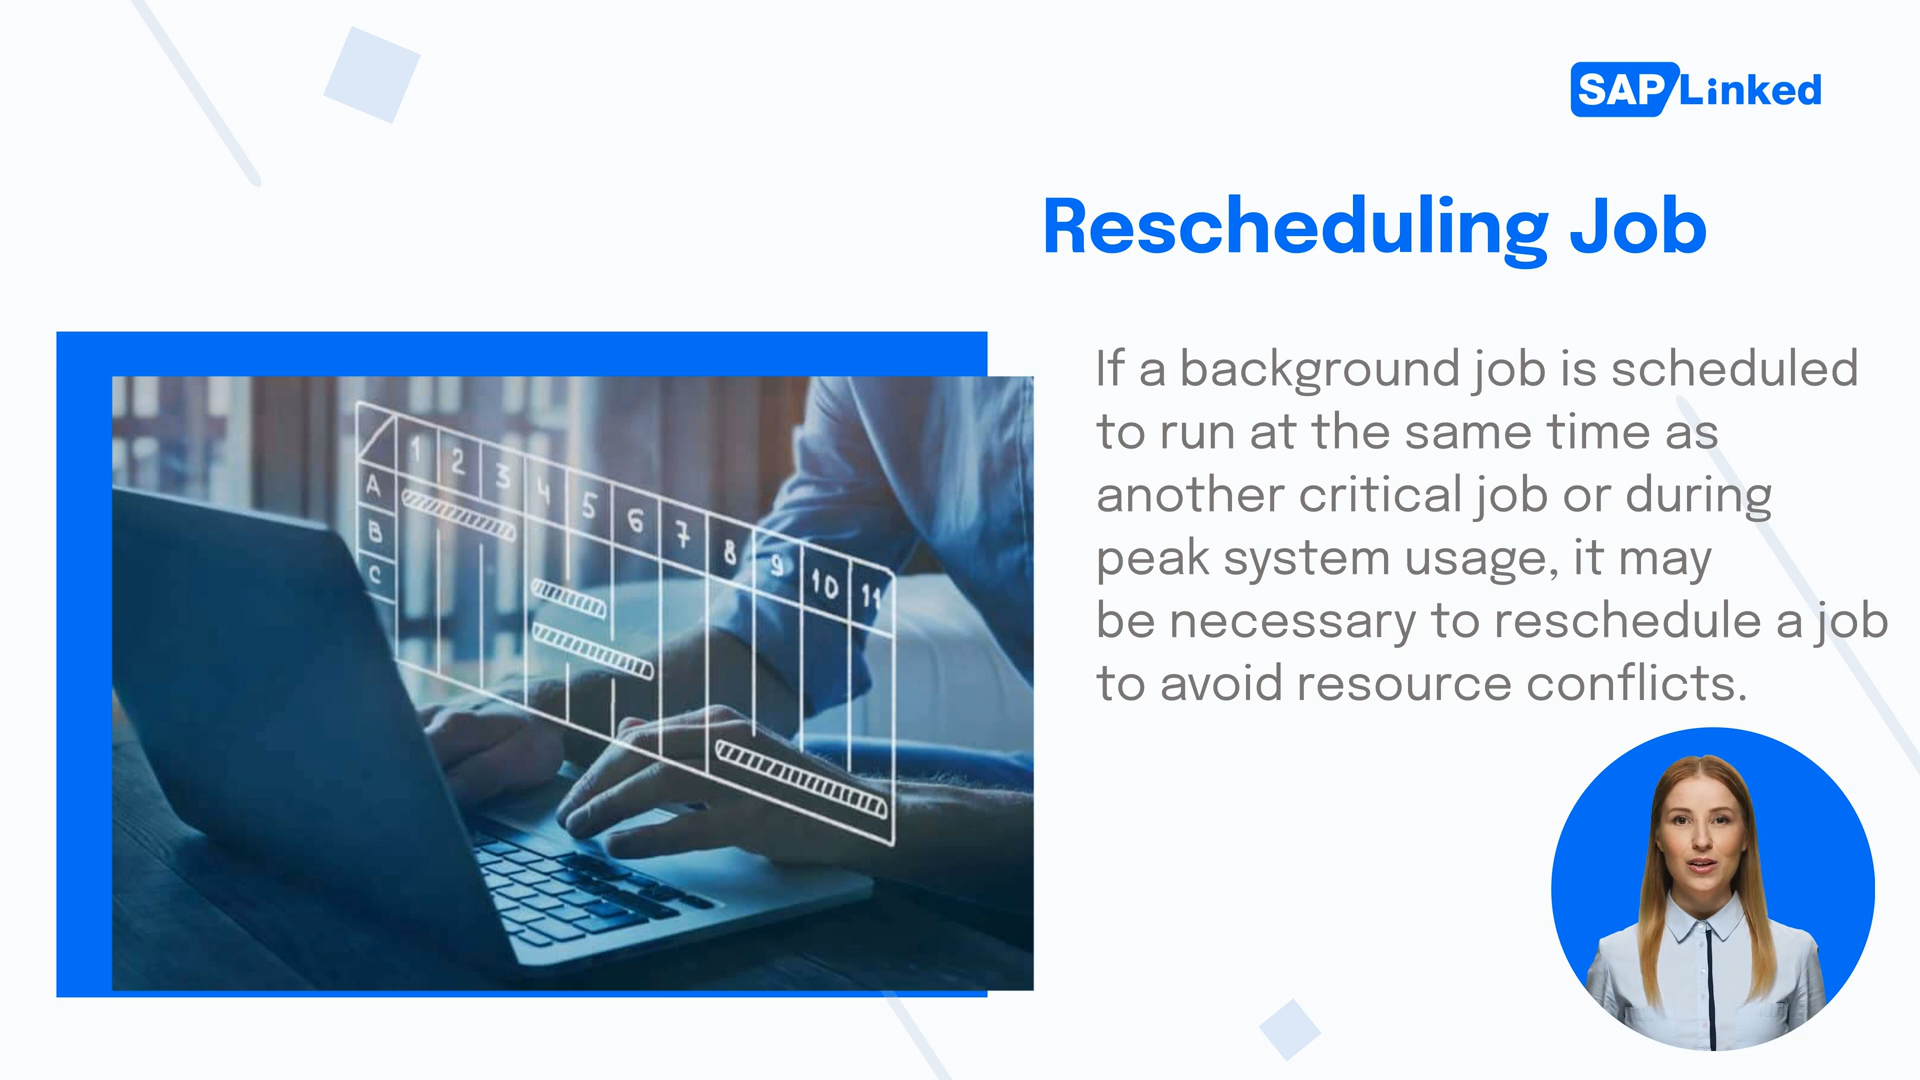 SAP Linked
Rescheduling Job
If a background job is scheduled
to run at the same time as
another critical job or during
peak system usage, it may
be necessary to reschedule a job
to avoid resource conflicts.
1 2 3 4 5 6 7 8 9 10 11
A
B
C